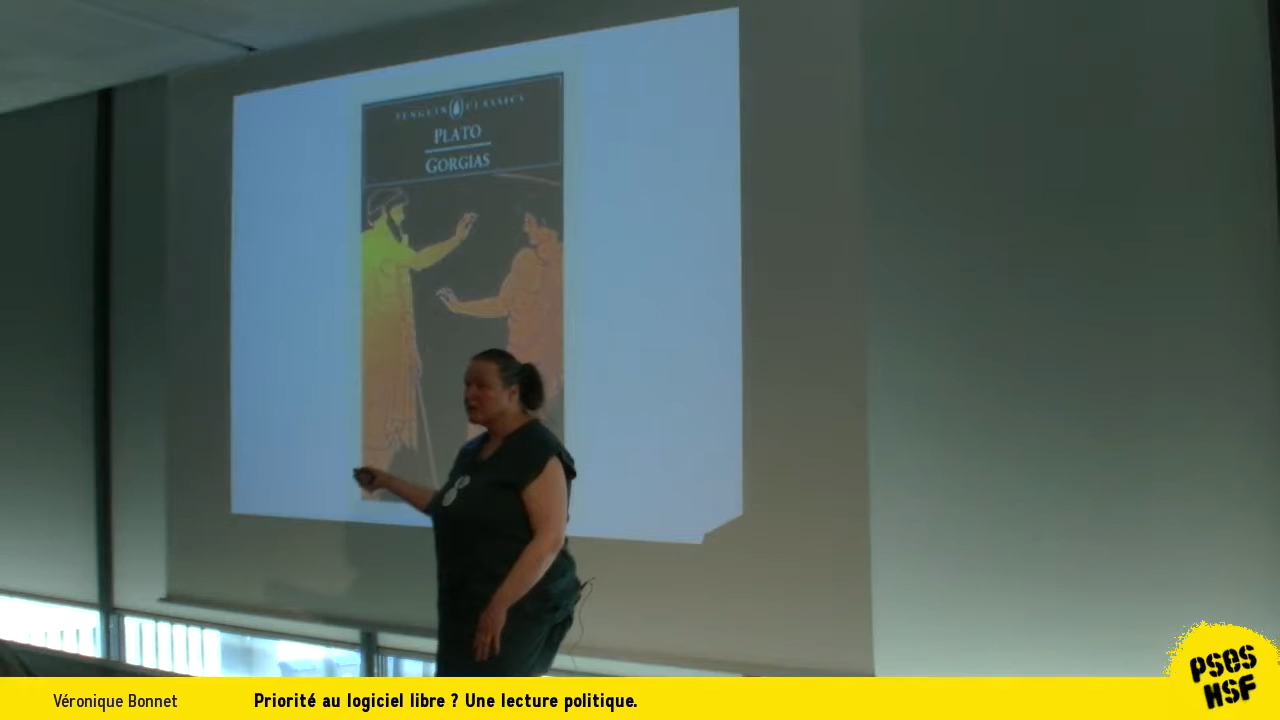 PENGUIN CLASSICS
PLATO
GORGIAS
PSES
HSF
Véronique Bonnet
Priorité au logiciel libre ? Une lecture politique.